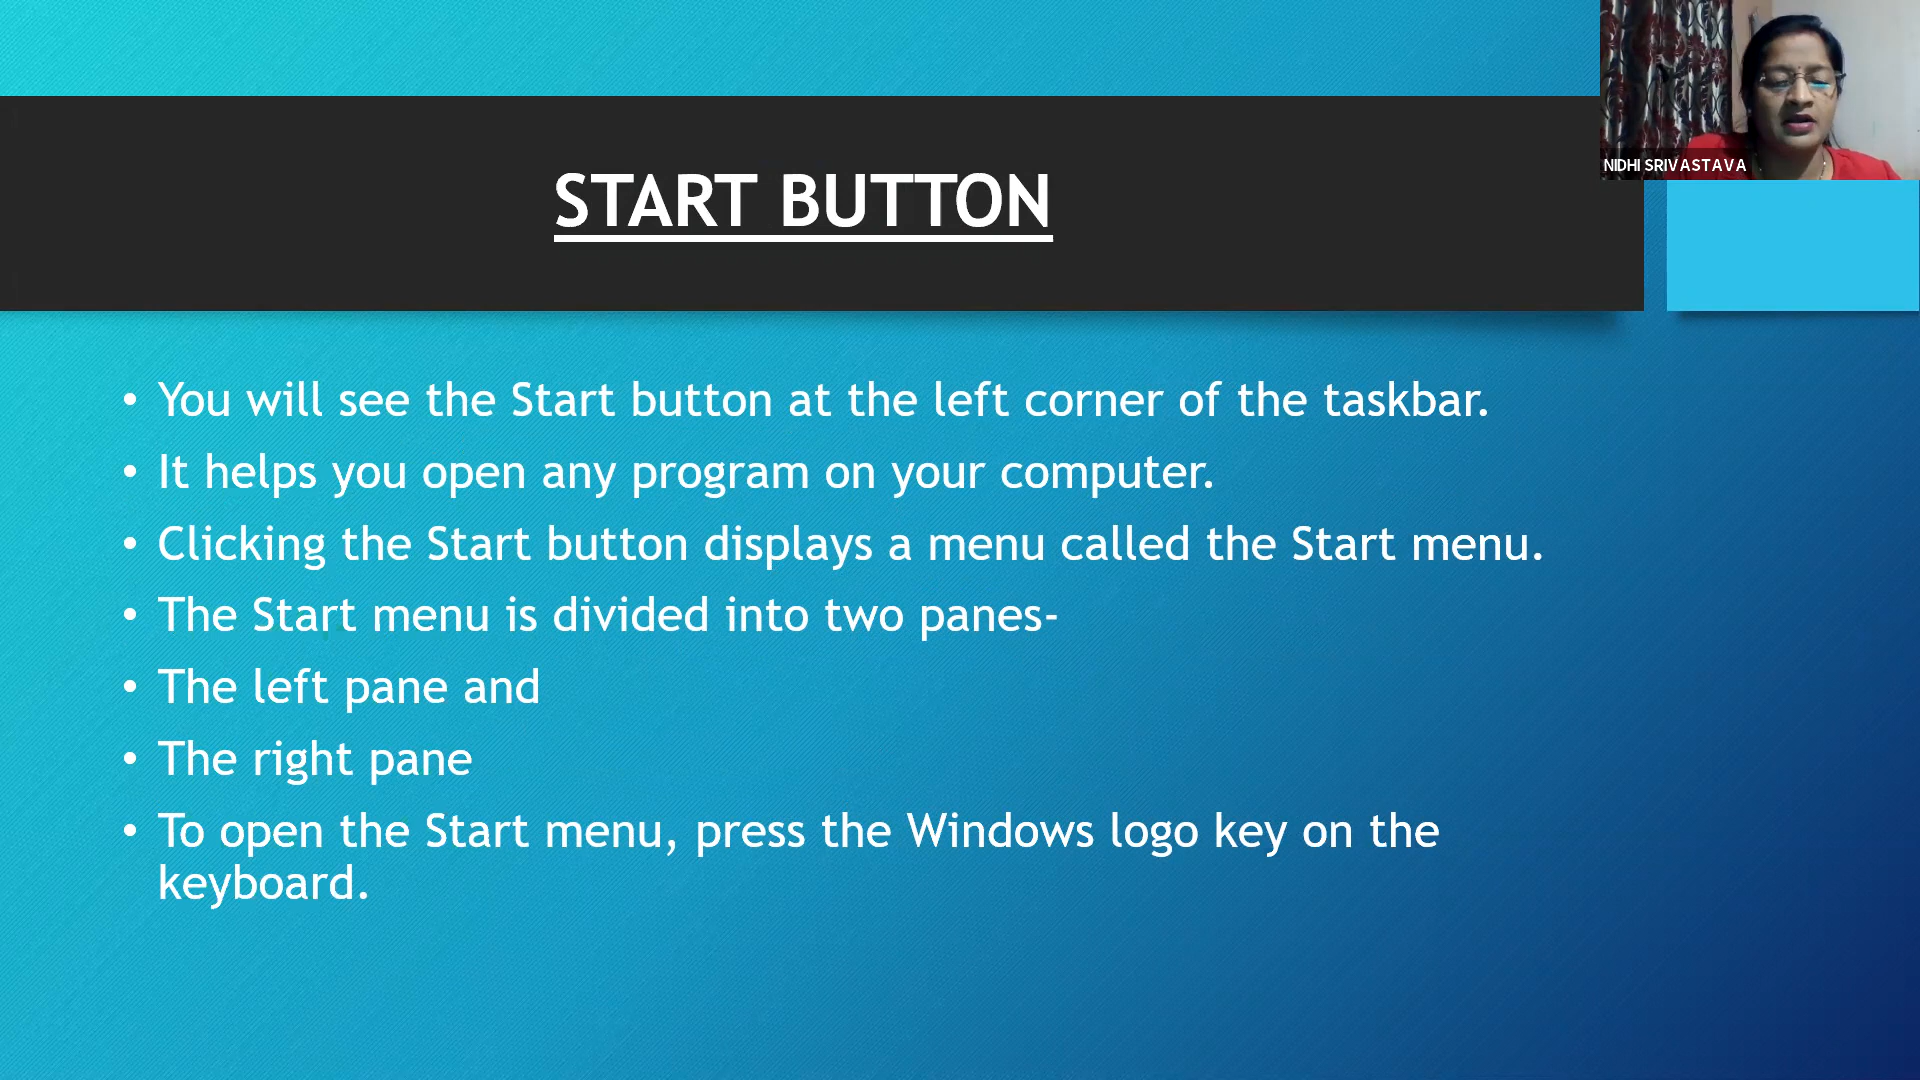 NIDHI SRIVASTAVA
START BUTTON
• You will see the Start button at the left corner of the taskbar.
• It helps you open any program on your computer.
• Clicking the Start button displays a menu called the Start menu.
• The Start menu is divided into two panes-
• The left pane and
• The right pane
• To open the Start menu, press the Windows logo key on the
keyboard.